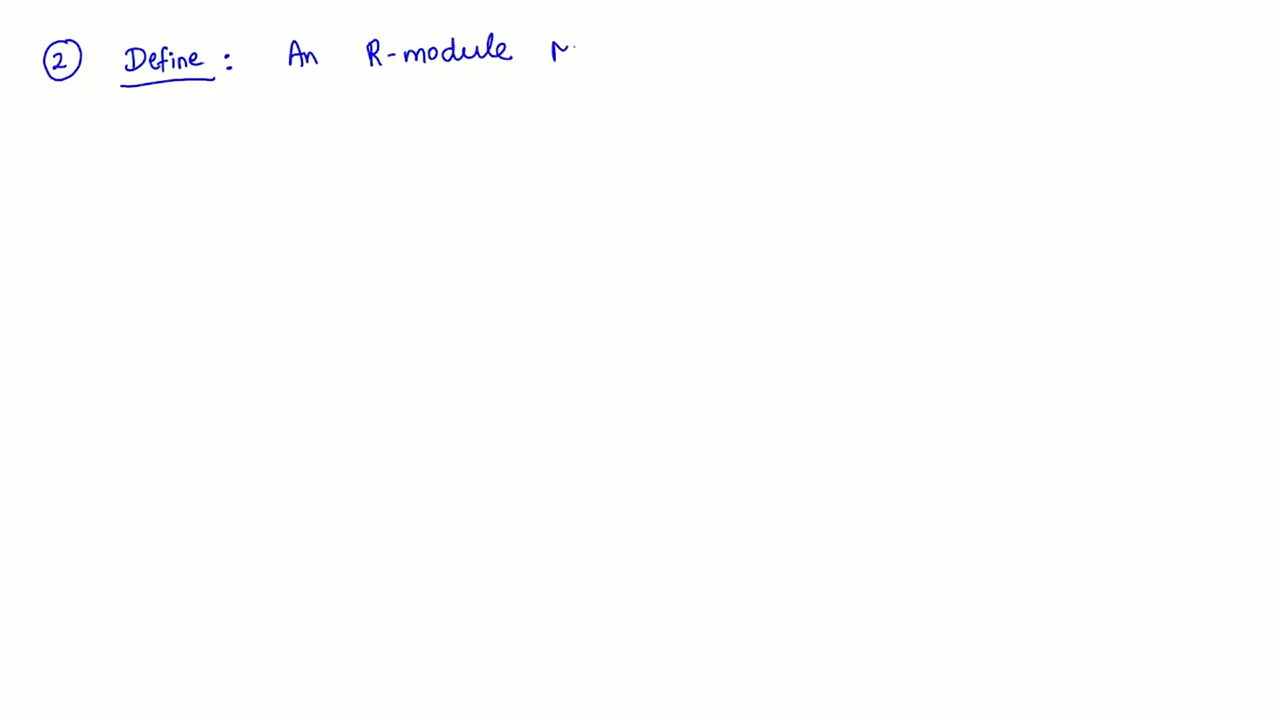 ② Define : An R-module